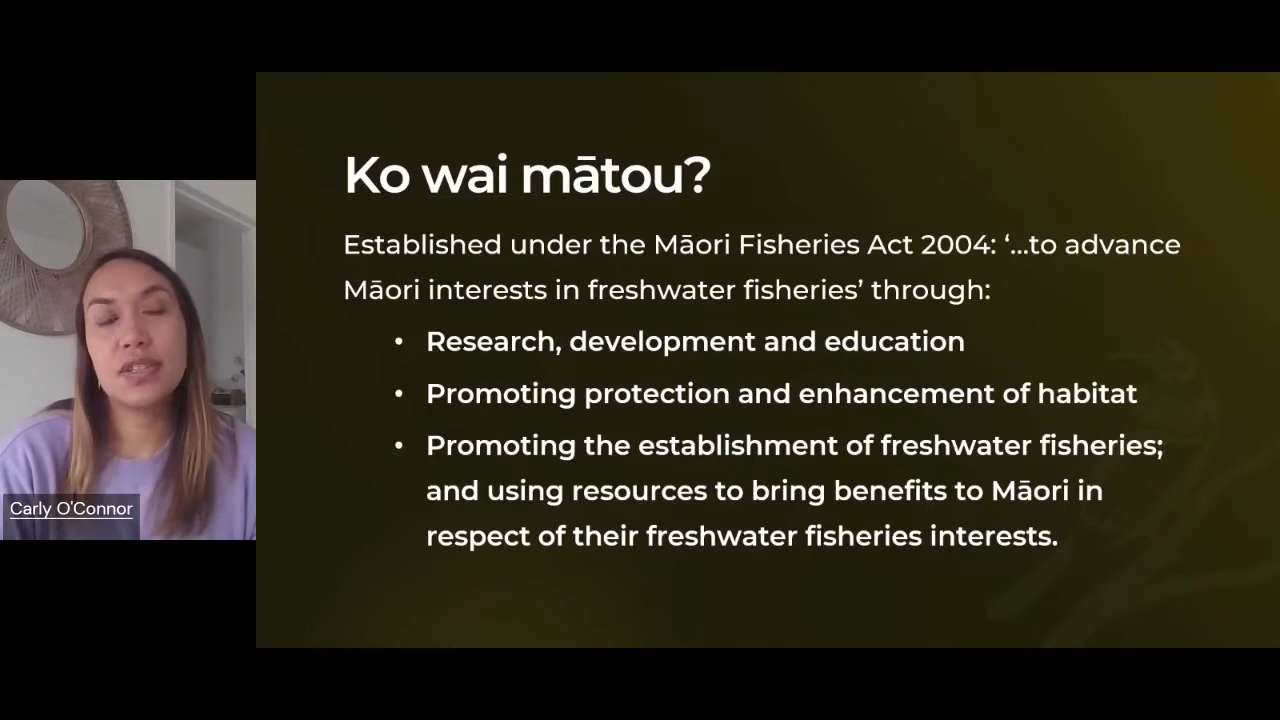 Ko wai mātou?
Established under the Māori Fisheries Act 2004: ‘...to advance
Māori interests in freshwater fisheries’ through:
• Research, development and education
• Promoting protection and enhancement of habitat
• Promoting the establishment of freshwater fisheries;
and using resources to bring benefits to Māori in
respect of their freshwater fisheries interests.
Carly O'Connor